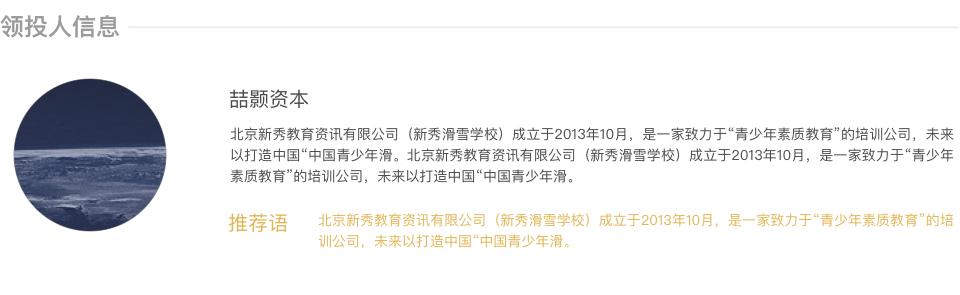 领投人信息
喆颢资本
北京新秀教育资讯有限公司（新秀滑雪学校）成立于2013年10月，是一家致力于“青少年素质教育”的培训公司，未来
以打造中国“中国青少年滑。北京新秀教育资讯有限公司（新秀滑雪学校）成立于2013年10月，是一家致力于“青少年
素质教育”的培训公司，未来以打造中国“中国青少年滑。
推荐语
北京新秀教育资讯有限公司（新秀滑雪学校）成立于2013年10月，是一家致力于“青少年素质教育”的培
训公司，未来以打造中国“中国青少年滑。